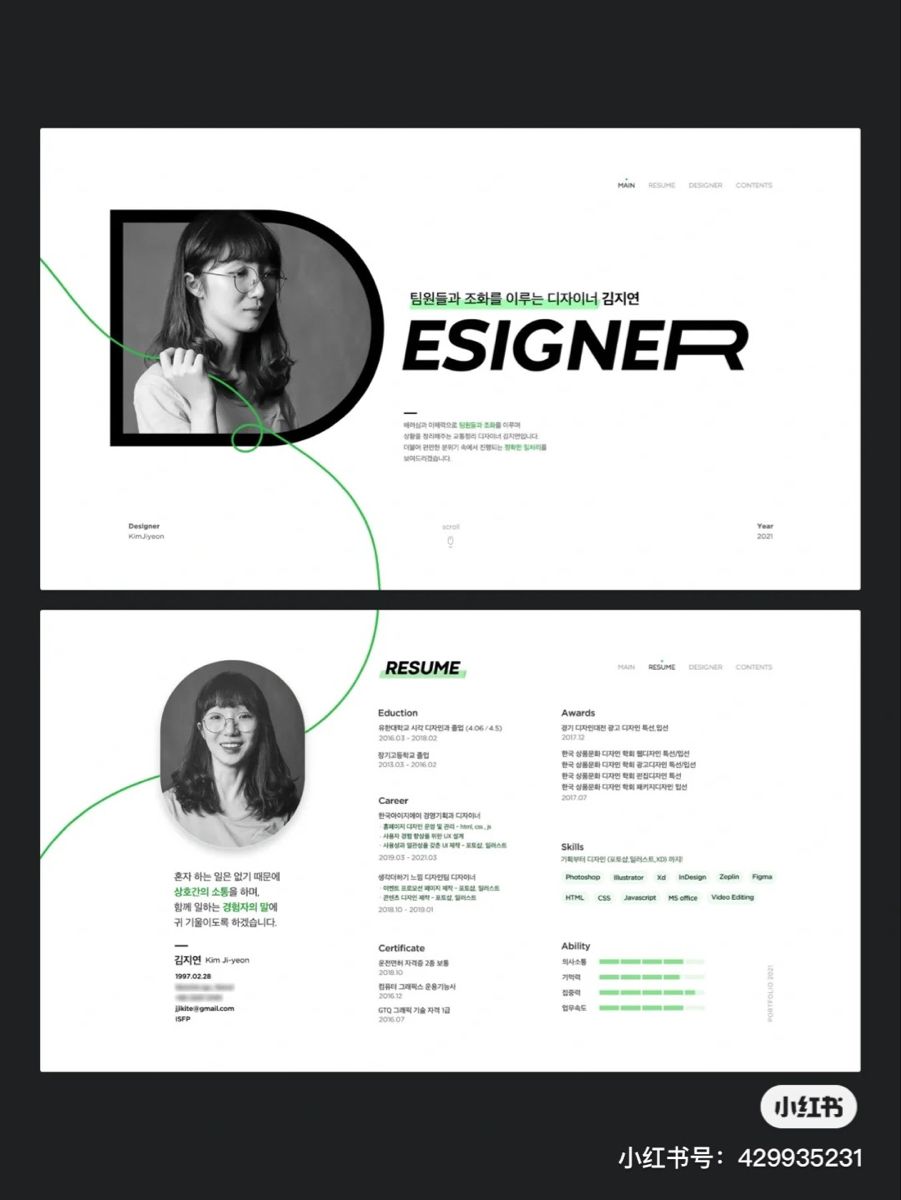 MAIN RESUME DESIGNER CONTENTS
팀원들과 조화를 이루는 디자이너 김지연
ESIGNER
배려심과 이해력으로 팀원들과 조화를 이루며
상황을 정리해주는 교통정리 디자이너 김지연입니다.
더불어 편안한 분위기 속에서 진행되는 정확한 일처리를
보여드리겠습니다.
Designer
KimJiyeon
scroll
Year
2021
RESUME
MAIN RESUME DESIGNER CONTENTS
혼자 하는 일은 없기 때문에
상호간의 소통을 하며,
함께 일하는 경험자의 말에
귀 기울이도록 하겠습니다.
김지연 Kim Ji-yeon
1997.02.28
jjikite@gmail.com
ISFP
Eduction
유한대학교 시각 디자인과 졸업 (4.06 / 4.5)
2016.03 - 2018.02
장기고등학교 졸업
2013.03 - 2016.02
Career
한국아이지에이 경영기획과 디자이너
· 홈페이지 디자인 운영 및 관리 - html, css , js
· 사용자 경험 향상을 위한 UX 설계
· 사용성과 일관성을 갖춘 UI 제작 - 포토샵, 일러스트
2019.03 - 2021.03
생각더하기 느낌 디자인팀 디자이너
· 이벤트 프로모션 페이지 제작 - 포토샵, 일러스트
· 콘텐츠 디자인 제작 - 포토샵, 일러스트
2018.10 - 2019.01
Certificate
운전면허 자격증 2종 보통
2018.10
컴퓨터 그래픽스 운용기능사
2016.12
GTQ 그래픽 기술 자격 1급
2016.07
Awards
경기 디자인대전 광고 디자인 특선,입선
2017.12
한국 상품문화 디자인 학회 웹디자인 특선/입선
한국 상품문화 디자인 학회 광고디자인 특선/입선
한국 상품문화 디자인 학회 편집디자인 특선
한국 상품문화 디자인 학회 패키지디자인 입선
2017.07
Skills
기획부터 디자인 (포토샵,일러스트,XD) 까지!
Photoshop Illustrator Xd InDesign Zeplin Figma
HTML CSS Javascript MS office Video Editing
Ability
의사소통
기억력
집중력
업무속도
PORTFOLIO 2021
小红书
小红书号：429935231